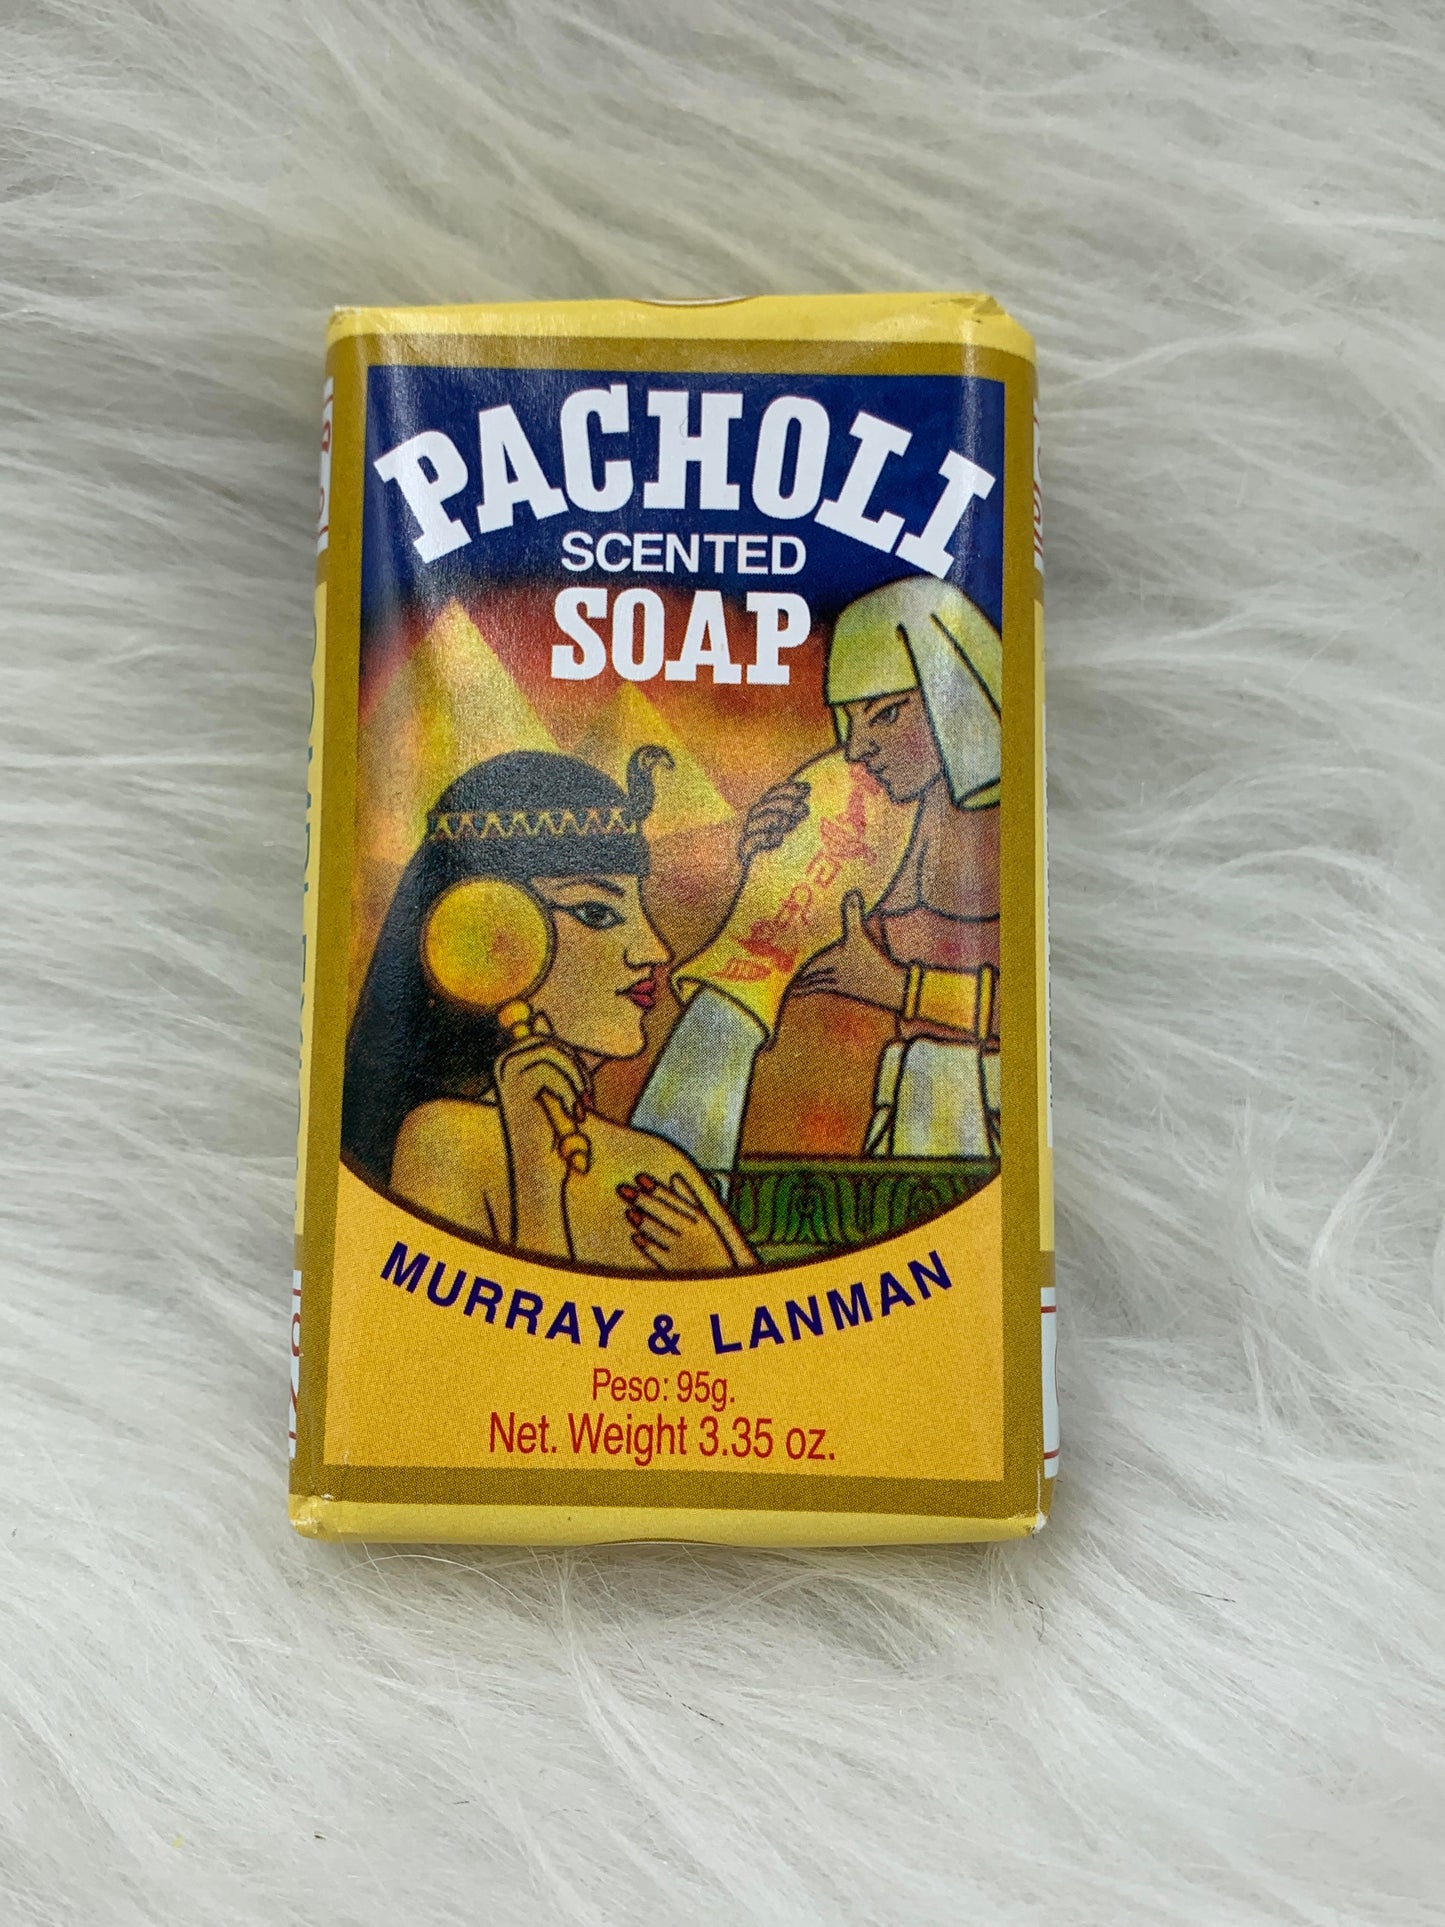 PACHOLI
SCENTED
SOAP
MURRAY & LANMAN
Peso: 95g.
Net. Weight 3.35 oz.